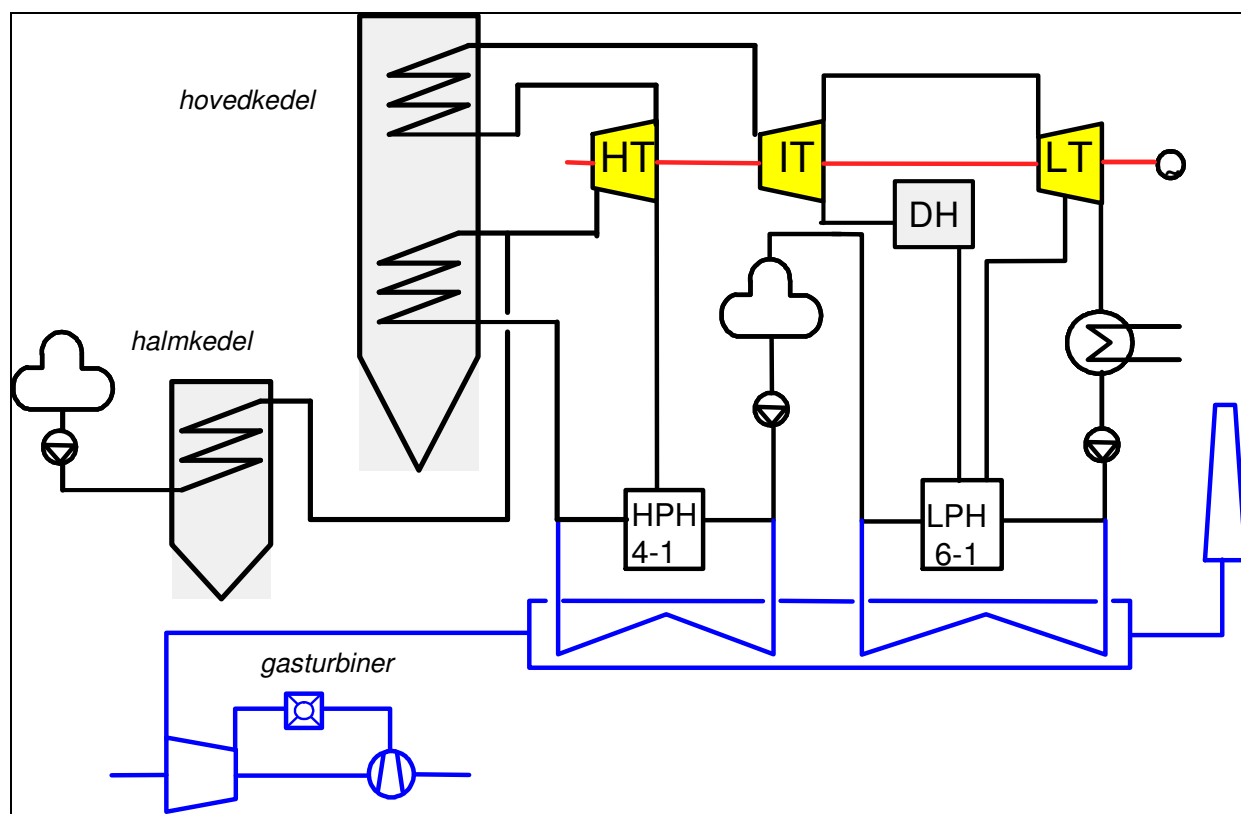 hovedkedel
HT
IT
LT
DH
halmkedel
HPH
4-1
LPH
6-1
gasturbiner